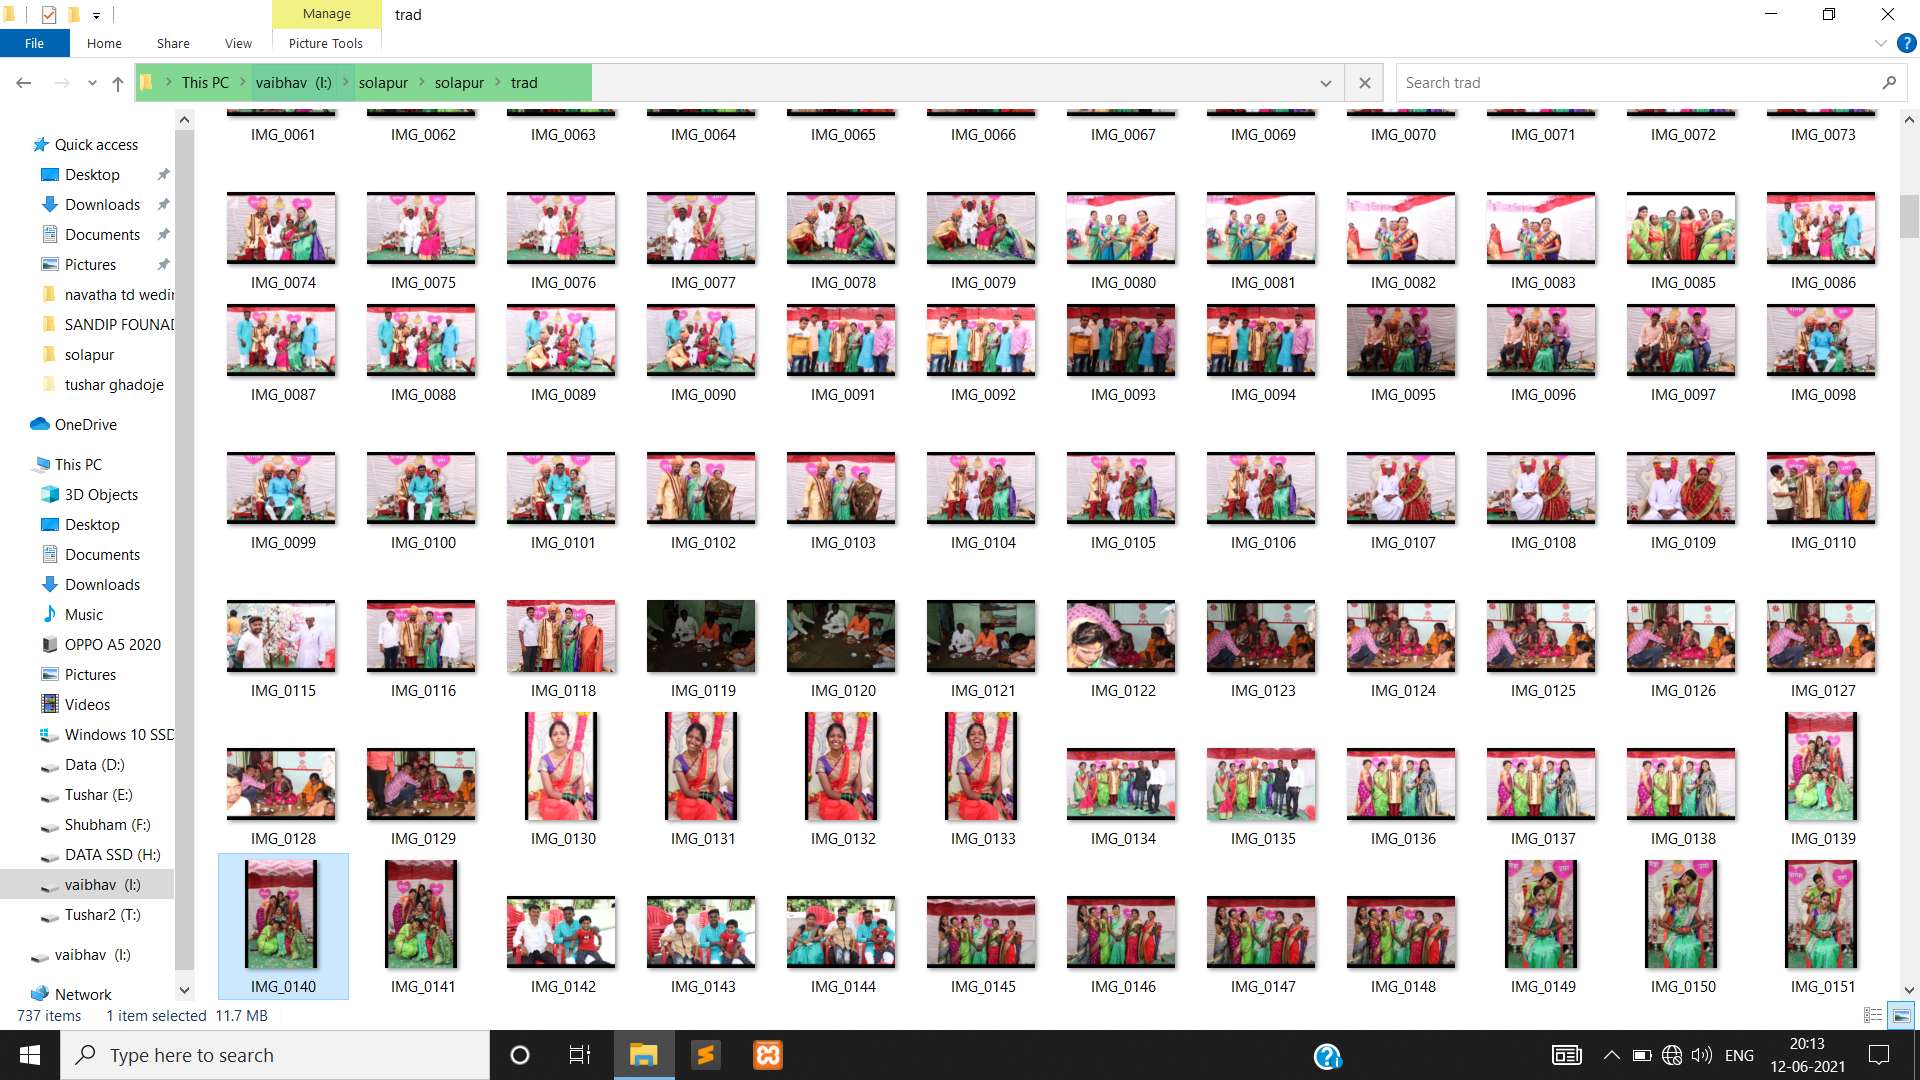 Manage trad
File Home Share View Picture Tools
This PC vaibhav (I:) solapur solapur trad
Search trad
Quick access
Desktop
Downloads
Documents
Pictures
navatha td wedin
SANDIP FOUNAD
solapur
tushar ghadoje
OneDrive
This PC
3D Objects
Desktop
Documents
Downloads
Music
OPPO A5 2020
Pictures
Videos
Windows 10 SSD
Data (D:)
Tushar (E:)
Shubham (F:)
DATA SSD (H:)
vaibhav (I:)
Tushar2 (T:)
vaibhav (I:)
Network
IMG_0061 IMG_0062 IMG_0063 IMG_0064 IMG_0065 IMG_0066 IMG_0067 IMG_0069 IMG_0070 IMG_0071 IMG_0072 IMG_0073
IMG_0074 IMG_0075 IMG_0076 IMG_0077 IMG_0078 IMG_0079 IMG_0080 IMG_0081 IMG_0082 IMG_0083 IMG_0085 IMG_0086
IMG_0087 IMG_0088 IMG_0089 IMG_0090 IMG_0091 IMG_0092 IMG_0093 IMG_0094 IMG_0095 IMG_0096 IMG_0097 IMG_0098
IMG_0099 IMG_0100 IMG_0101 IMG_0102 IMG_0103 IMG_0104 IMG_0105 IMG_0106 IMG_0107 IMG_0108 IMG_0109 IMG_0110
IMG_0115 IMG_0116 IMG_0118 IMG_0119 IMG_0120 IMG_0121 IMG_0122 IMG_0123 IMG_0124 IMG_0125 IMG_0126 IMG_0127
IMG_0128 IMG_0129 IMG_0130 IMG_0131 IMG_0132 IMG_0133 IMG_0134 IMG_0135 IMG_0136 IMG_0137 IMG_0138 IMG_0139
IMG_0140 IMG_0141 IMG_0142 IMG_0143 IMG_0144 IMG_0145 IMG_0146 IMG_0147 IMG_0148 IMG_0149 IMG_0150 IMG_0151
737 items 1 item selected 11.7 MB
Type here to search
ENG
20:13
12-06-2021